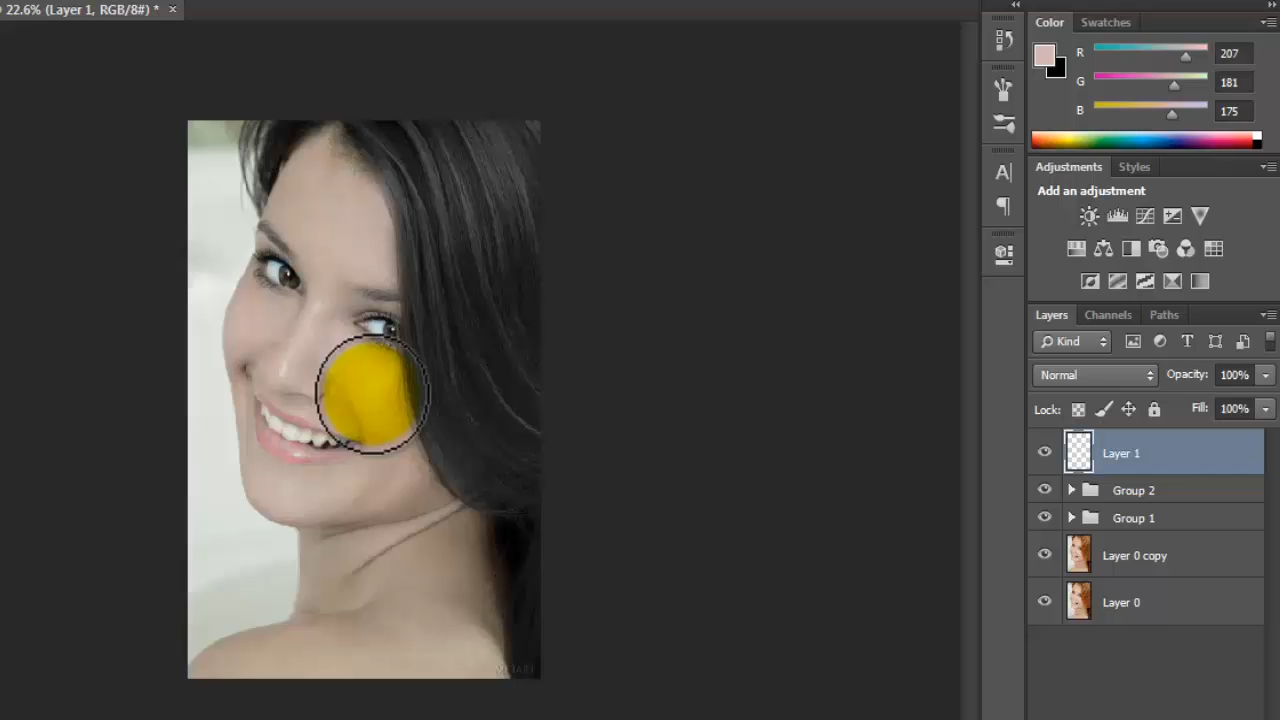 22.6% (Layer 1, RGB/8#) * ×
Color Swatches
R 207
G 181
B 175
Adjustments Styles
Add an adjustment
Layers Channels Paths
Kind
Normal Opacity: 100%
Lock: Fill: 100%
Layer 1
Group 2
Group 1
Layer 0 copy
Layer 0